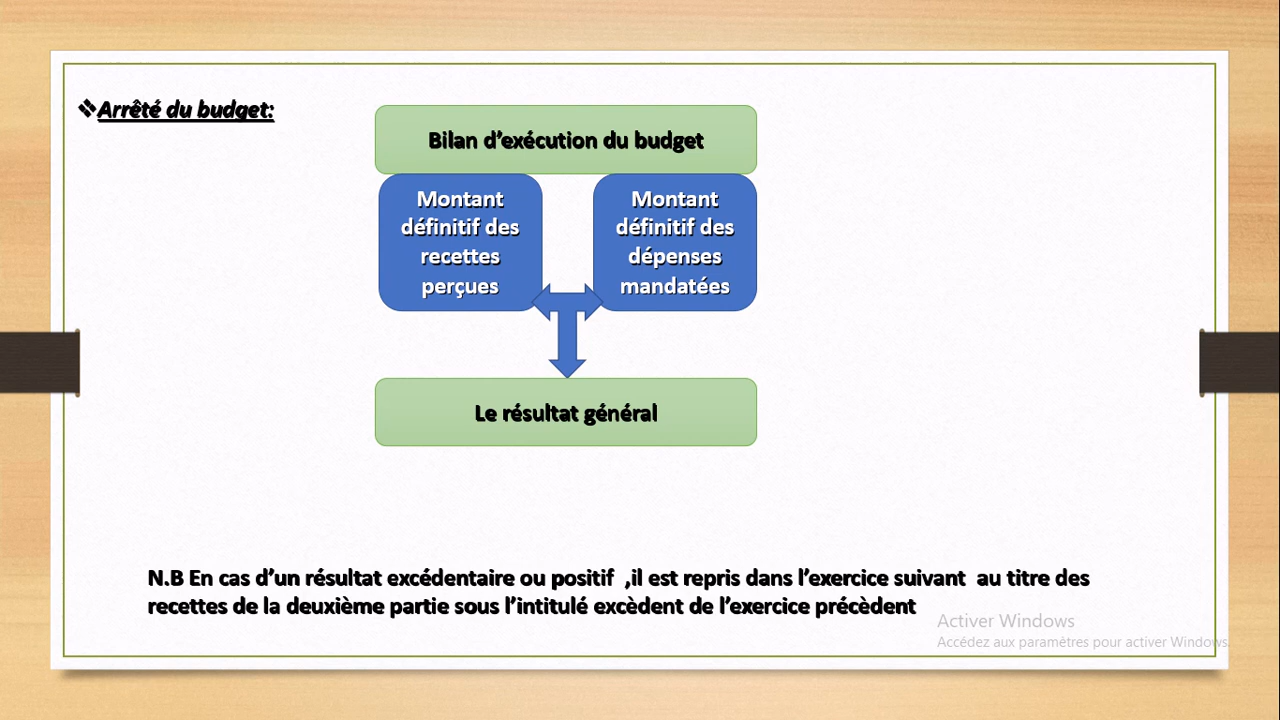 ❖Arrêté du budget:
Bilan d’exécution du budget
Montant
définitif des
recettes
perçues
Montant
définitif des
dépenses
mandatées
Le résultat général
N.B En cas d’un résultat excédentaire ou positif  ,il est repris dans l’exercice suivant  au titre des
recettes de la deuxième partie sous l’intitulé excèdent de l’exercice précèdent
Activer Windows
Accédez aux paramètres pour activer Windows.